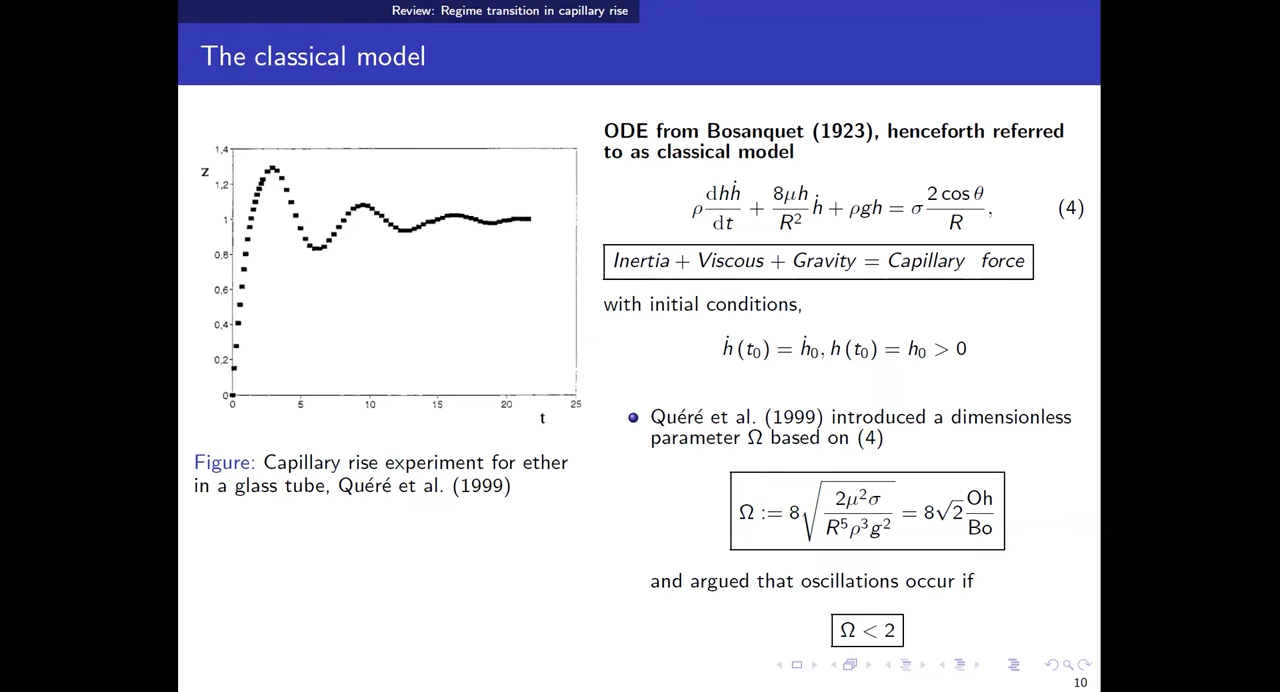 Review: Regime transition in capillary rise
The classical model
z
1,4
1,2
1
0,8
0,6
0,4
0,2
0
0 5 10 15 20 25
t
Figure: Capillary rise experiment for ether
in a glass tube, Quéré et al. (1999)
ODE from Bosanquet (1923), henceforth referred
to as classical model
ρ dhḣ/dt + 8μh/R² ḣ + ρgh = σ 2 cos θ/R, (4)
Inertia + Viscous + Gravity = Capillary force
with initial conditions,
ḣ (t₀) = ḣ₀, h (t₀) = h₀ > 0
Quéré et al. (1999) introduced a dimensionless
parameter Ω based on (4)
Ω := 8√(2μ²σ/R⁵ρ³g²) = 8√2 Oh/Bo
and argued that oscillations occur if
Ω < 2
10